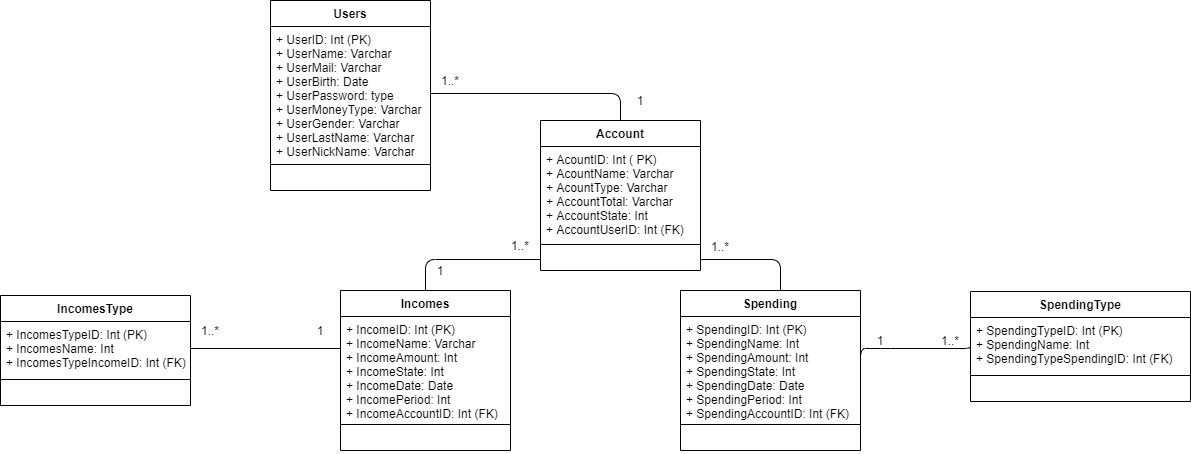 Users
+ UserID: Int (PK)
+ UserName: Varchar
+ UserMail: Varchar
+ UserBirth: Date
+ UserPassword: type
+ UserMoneyType: Varchar
+ UserGender: Varchar
+ UserLastName: Varchar
+ UserNickName: Varchar
1..*
1
Account
+ AcountID: Int ( PK)
+ AcountName: Varchar
+ AcountType: Varchar
+ AccountTotal: Varchar
+ AccountState: Int
+ AccountUserID: Int (FK)
1..*
1
1..*
IncomesType
+ IncomesTypeID: Int (PK)
+ IncomesName: Int
+ IncomesTypeIncomeID: Int (FK)
1..*
1
Incomes
+ IncomeID: Int (PK)
+ IncomeName: Varchar
+ IncomeAmount: Int
+ IncomeState: Int
+ IncomeDate: Date
+ IncomePeriod: Int
+ IncomeAccountID: Int (FK)
Spending
+ SpendingID: Int (PK)
+ SpendingName: Int
+ SpendingAmount: Int
+ SpendingState: Int
+ SpendingDate: Date
+ SpendingPeriod: Int
+ SpendingAccountID: Int (FK)
1
1..*
SpendingType
+ SpendingTypeID: Int (PK)
+ SpendingName: Int
+ SpendingTypeSpendingID: Int (FK)